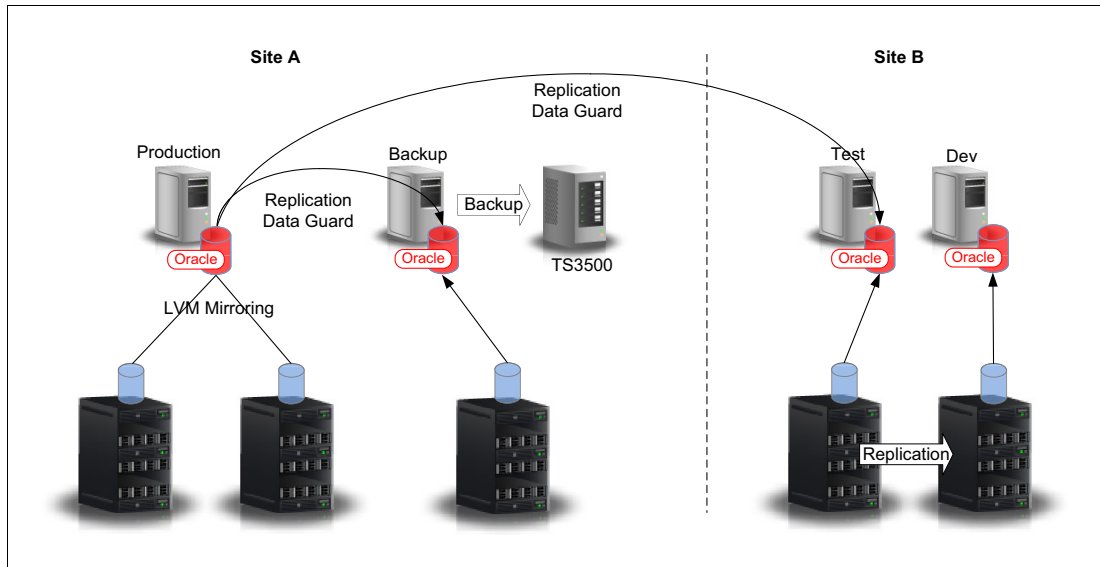 Site A
Site B
Replication
Data Guard
Production
Backup
Test
Dev
Replication
Data Guard
Backup
Oracle
Oracle
TS3500
Oracle
Oracle
LVM Mirroring
Replication